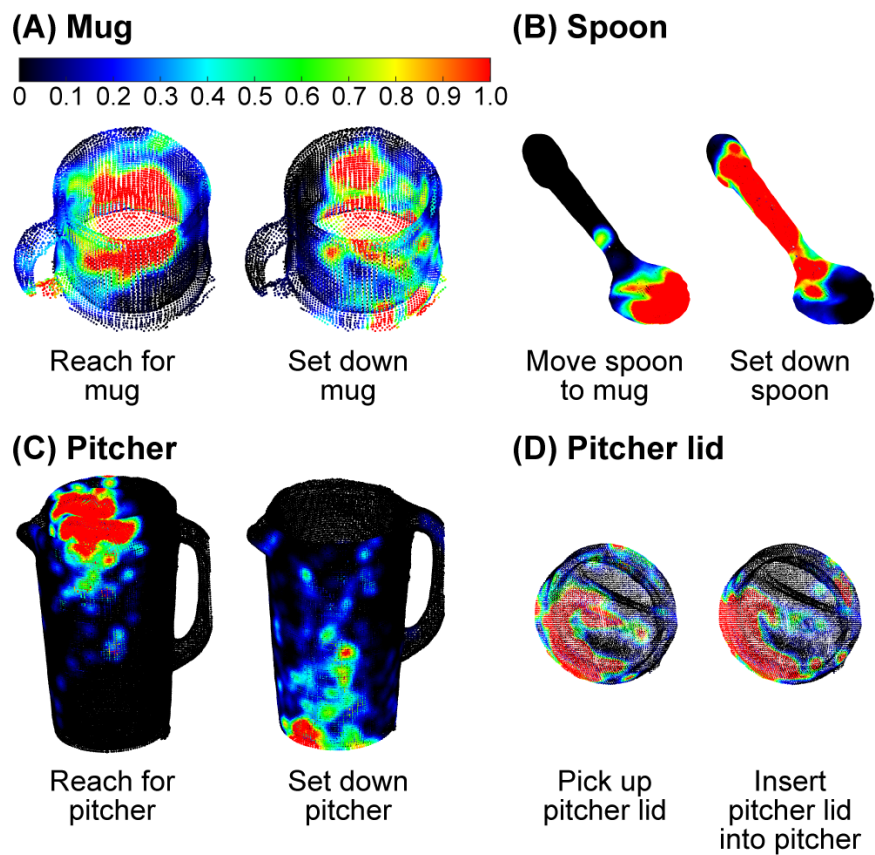 (A) Mug
(B) Spoon
0 0.1 0.2 0.3 0.4 0.5 0.6 0.7 0.8 0.9 1.0
Reach for
mug
Set down
mug
Move spoon
to mug
Set down
spoon
(C) Pitcher
(D) Pitcher lid
Reach for
pitcher
Set down
pitcher
Pick up
pitcher lid
Insert
pitcher lid
into pitcher